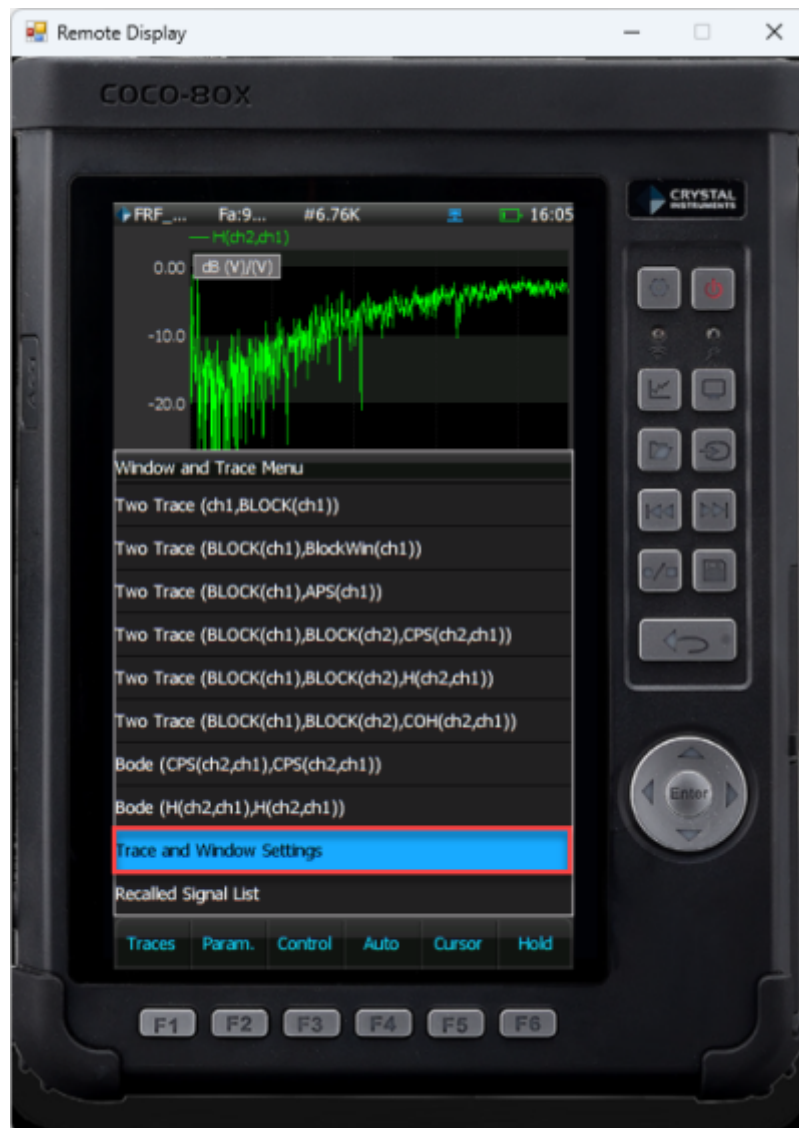 Remote Display
COCO-80X
CRYSTAL
INSTRUMENTS
FRF_... Fa:9... #6.76K 16:05
H(ch2,ch1)
0.00 dB (V)/(V)
-10.0
-20.0
Window and Trace Menu
Two Trace (ch1,BLOCK(ch1))
Two Trace (BLOCK(ch1),BlockWin(ch1))
Two Trace (BLOCK(ch1),APS(ch1))
Two Trace (BLOCK(ch1),BLOCK(ch2),CPS(ch2,ch1))
Two Trace (BLOCK(ch1),BLOCK(ch2),H(ch2,ch1))
Two Trace (BLOCK(ch1),BLOCK(ch2),COH(ch2,ch1))
Bode (CPS(ch2,ch1),CPS(ch2,ch1))
Bode (H(ch2,ch1),H(ch2,ch1))
Trace and Window Settings
Recalled Signal List
Traces Param. Control Auto Cursor Hold
Enter
F1 F2 F3 F4 F5 F6